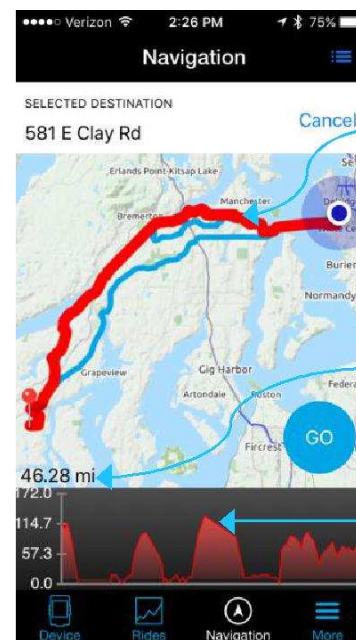 Verizon 2:26 PM 75%
Navigation
SELECTED DESTINATION
581 E Clay Rd
Cancel
Erlands Point-Kitsap Lake
Manchester
Bremerton
Burien
Normandy
Grapeview
Gig Harbor
Artondale
Ruston
Federa
Fircrest
GO
46.28 mi
172.0
114.7
57.3
0.0
Device Rides Navigation More